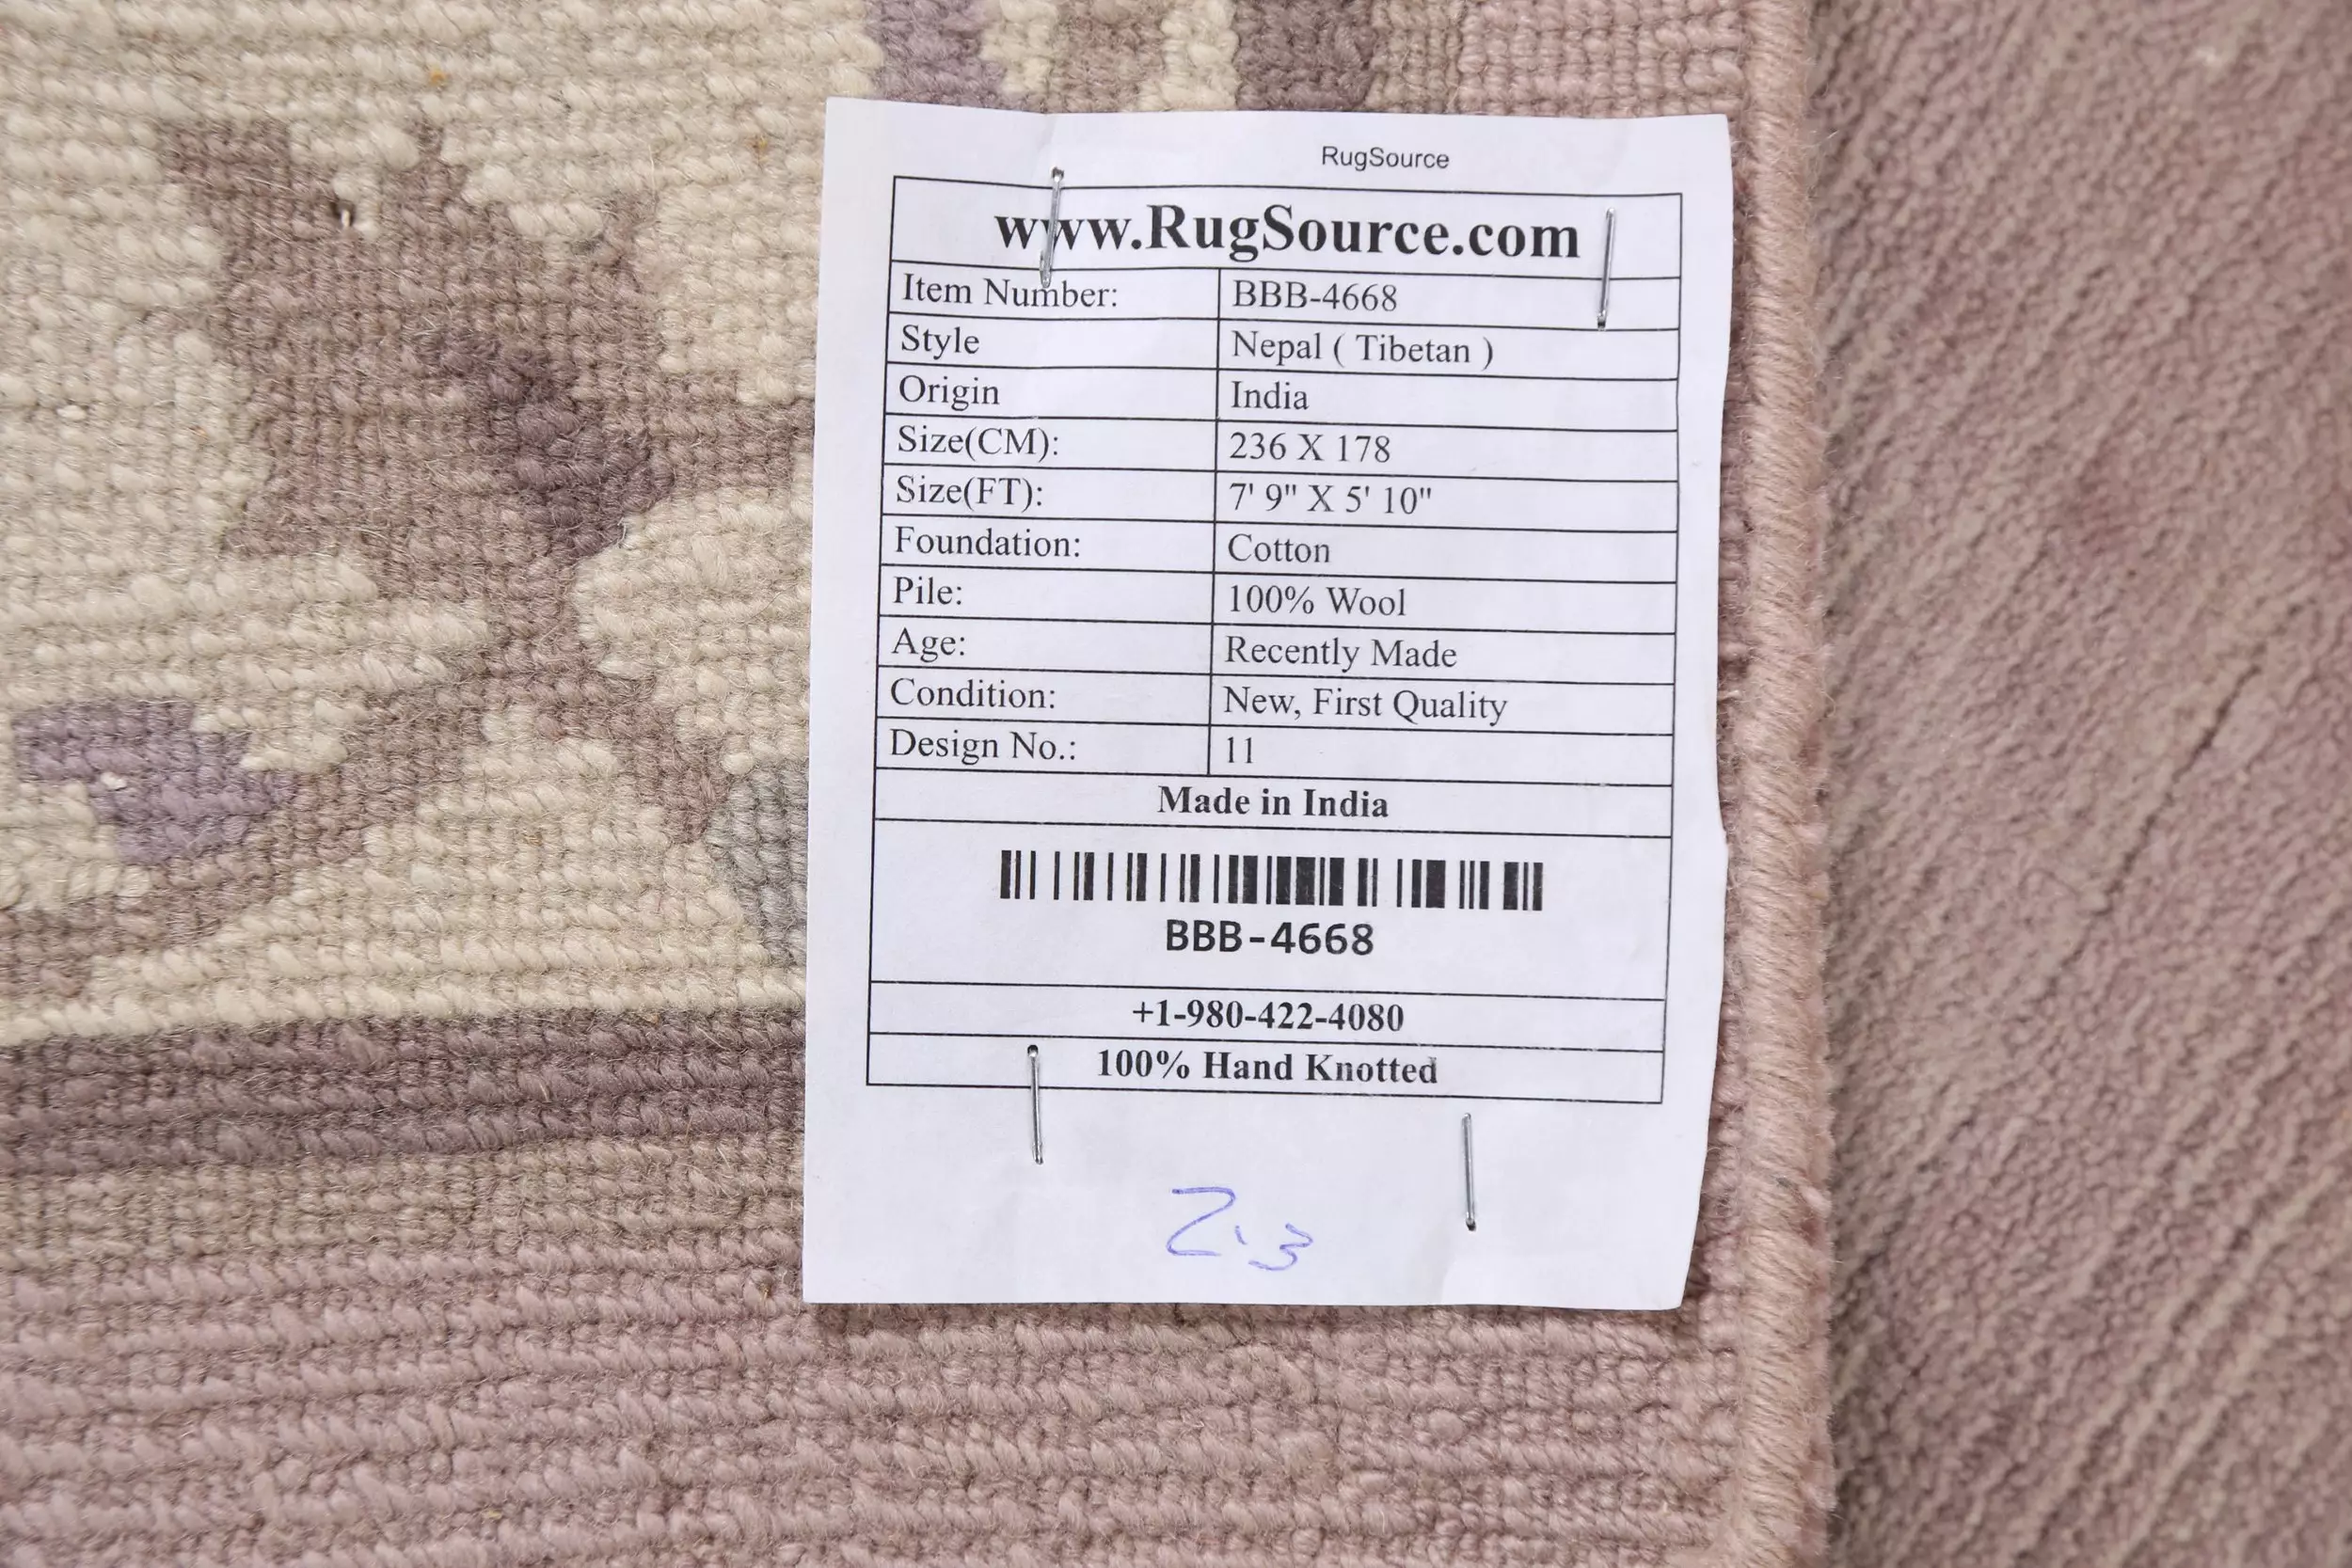 RugSource
www.RugSource.com
Item Number: BBB-4668
Style Nepal ( Tibetan )
Origin India
Size(CM): 236 X 178
Size(FT): 7' 9" X 5' 10"
Foundation: Cotton
Pile: 100% Wool
Age: Recently Made
Condition: New, First Quality
Design No.: 11
Made in India
BBB-4668
+1-980-422-4080
100% Hand Knotted